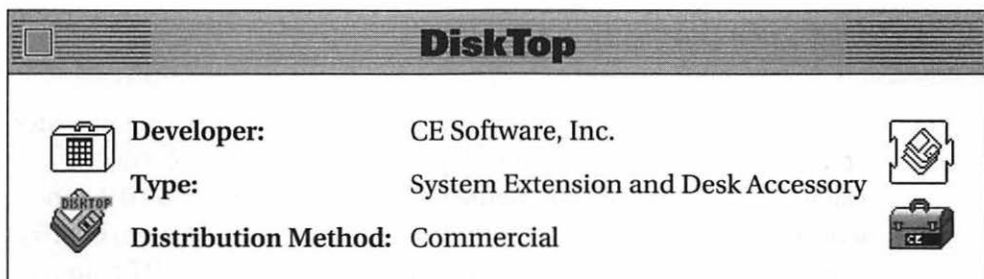 DiskTop
Developer: CE Software, Inc.
Type: System Extension and Desk Accessory
DISKTOP
Distribution Method: Commercial
CE